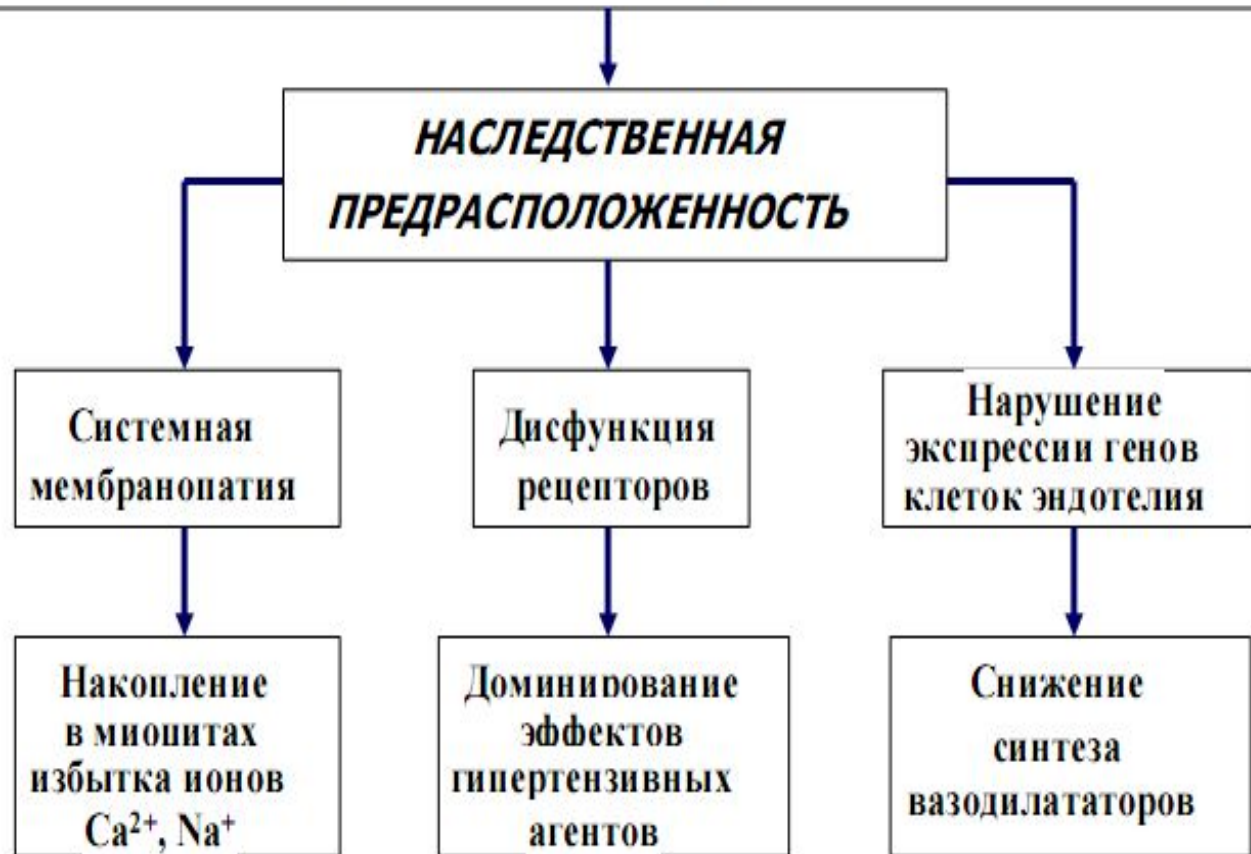 НАСЛЕДСТВЕННАЯ
ПРЕДРАСПОЛОЖЕННОСТЬ
Системная
мембранопатия
Дисфункция
рецепторов
Нарушение
экспрессии генов
клеток эндотелия
Накопление
в миоцитах
избытка ионов
Ca²⁺, Na⁺
Доминирование
эффектов
гипертензивных
агентов
Снижение
синтеза
вазодилататоров